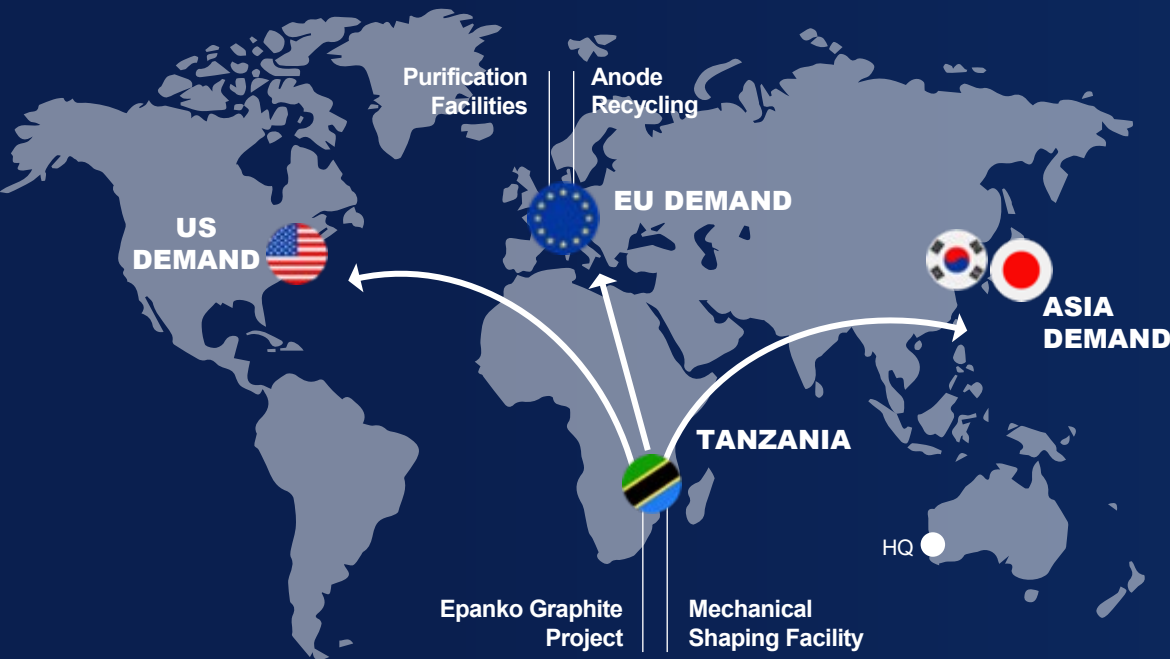 Purification
Facilities
Anode
Recycling
EU DEMAND
US
DEMAND
ASIA
DEMAND
TANZANIA
HQ
Epanko Graphite
Project
Mechanical
Shaping Facility